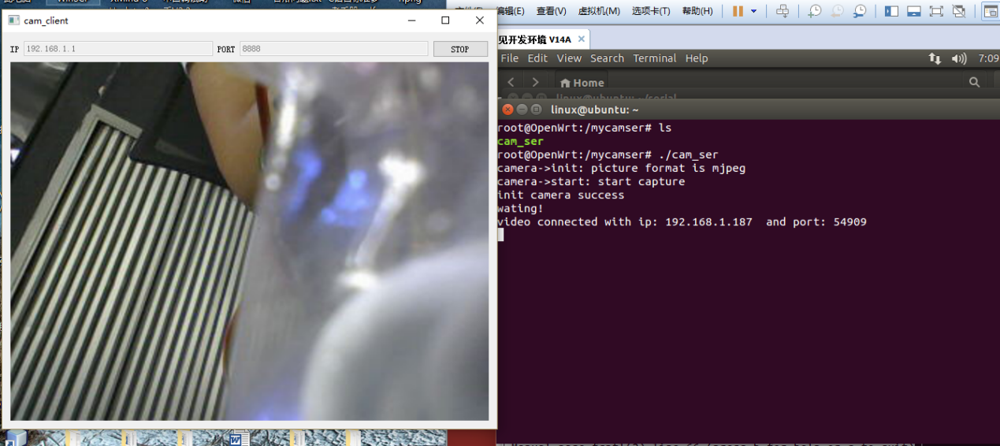 cam_client
IP 192.168.1.1 PORT 8888 STOP
编辑(E) 查看(V) 虚拟机(M) 选项卡(T) 帮助(H)
见开发环境 V14A
File Edit View Search Terminal Help 7:09
Home
linux@ubuntu: ~
root@OpenWrt:/mycamser# ls
cam_ser
root@OpenWrt:/mycamser# ./cam_ser
camera->init: picture format is mjpeg
camera->start: start capture
init camera success
wating!
video connected with ip: 192.168.1.187  and port: 54909